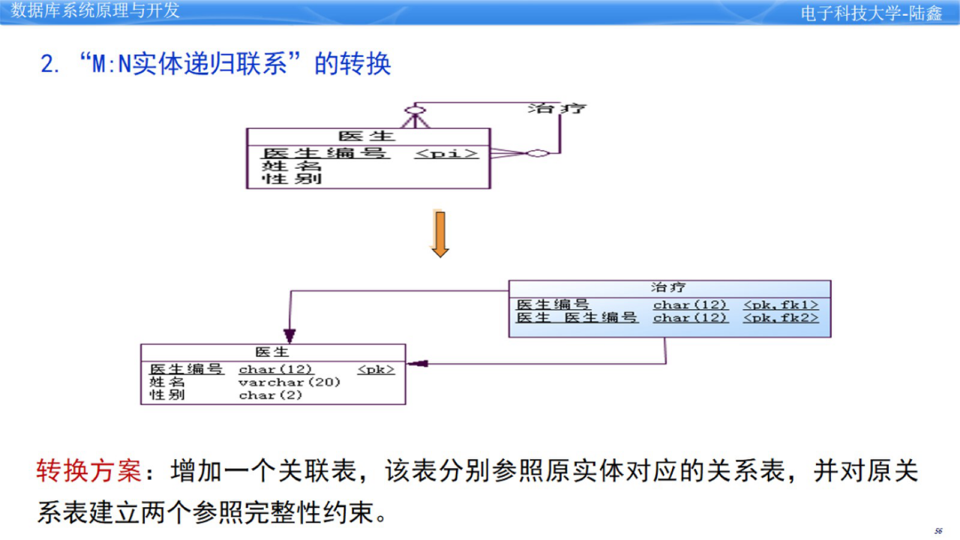 数据库系统原理与开发
电子科技大学-陆鑫
2. “M:N实体递归联系”的转换
治疗
医生
医生编号 <pi>
姓名
性别
治疗
医生编号 char(12) <pk,fk1>
医生_医生编号 char(12) <pk,fk2>
医生
医生编号 char(12) <pk>
姓名 varchar(20)
性别 char(2)
转换方案：增加一个关联表，该表分别参照原实体对应的关系表，并对原关
系表建立两个参照完整性约束。
56